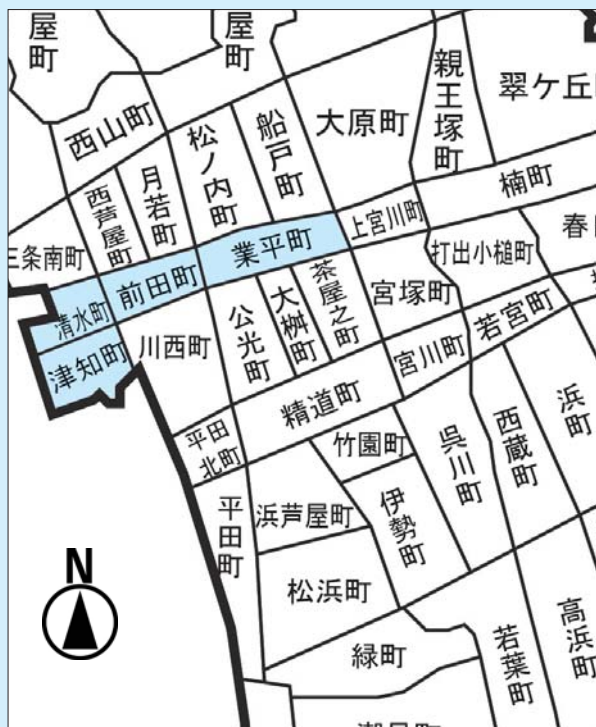 屋町
屋町
西山町
松ノ内町
船戸町
大原町
親王塚町
翠ケ丘
西芦屋町
月若町
楠町
上宮川町
三条南町
前田町
業平町
打出小槌町
春
清水町
津知町
川西町
公光町
大桝町
茶屋之町
宮塚町
宮川町
若宮町
精道町
平田北町
竹園町
呉川町
西蔵町
浜町
平田町
浜芦屋町
伊勢町
松浜町
緑町
若葉町
高浜町
N